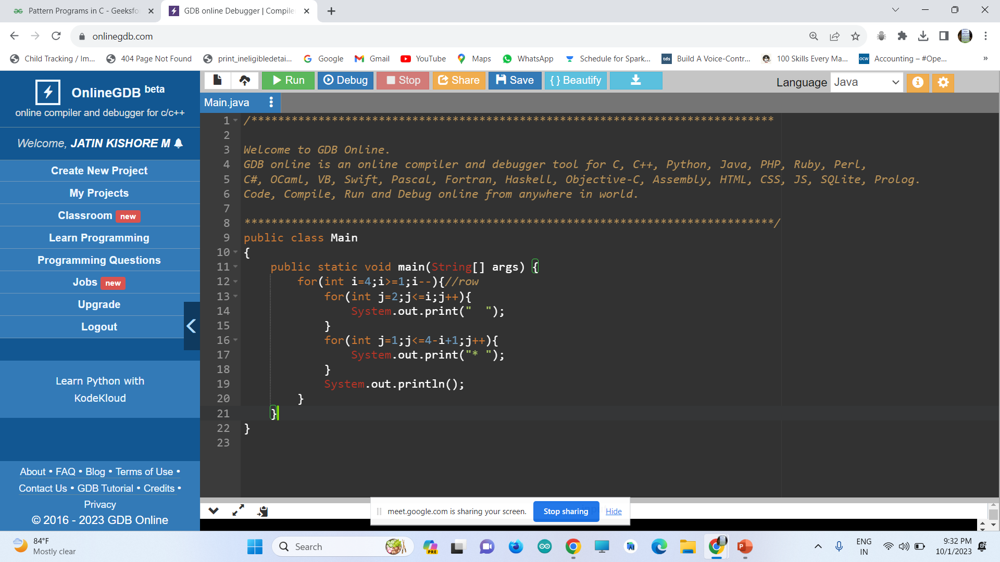 Pattern Programs in C - Geeksfo
GDB online Debugger | Compile
onlinegdb.com
Child Tracking / Im... 404 Page Not Found print_ineligibledetai... Google Gmail YouTube Maps WhatsApp Schedule for Spark... tds Build A Voice-Contr... 100 Skills Every Ma... ocw Accounting – #Ope... »
OnlineGDB beta
online compiler and debugger for c/c++
Welcome, JATIN KISHORE M
Create New Project
My Projects
Classroom new
Learn Programming
Programming Questions
Jobs new
Upgrade
Logout
Learn Python with
KodeKloud
About • FAQ • Blog • Terms of Use •
Contact Us • GDB Tutorial • Credits •
Privacy
© 2016 - 2023 GDB Online
Run Debug Stop Share Save { } Beautify
Language Java
Main.java
1 /******************************************************************************
2
3 Welcome to GDB Online.
4 GDB online is an online compiler and debugger tool for C, C++, Python, Java, PHP, Ruby, Perl,
5 C#, OCaml, VB, Swift, Pascal, Fortran, Haskell, Objective-C, Assembly, HTML, CSS, JS, SQLite, Prolog.
6 Code, Compile, Run and Debug online from anywhere in world.
7
8 *******************************************************************************/
9 public class Main
10 {
11     public static void main(String[] args) {
12         for(int i=4;i>=1;i--){//row
13             for(int j=2;j<=i;j++){
14                 System.out.print("  ");
15             }
16             for(int j=1;j<=4-i+1;j++){
17                 System.out.print("* ");
18             }
19             System.out.println();
20         }
21     }
22 }
23
meet.google.com is sharing your screen. Stop sharing Hide
84°F
Mostly clear
Search
PRE
ENG
IN
9:32 PM
10/1/2023